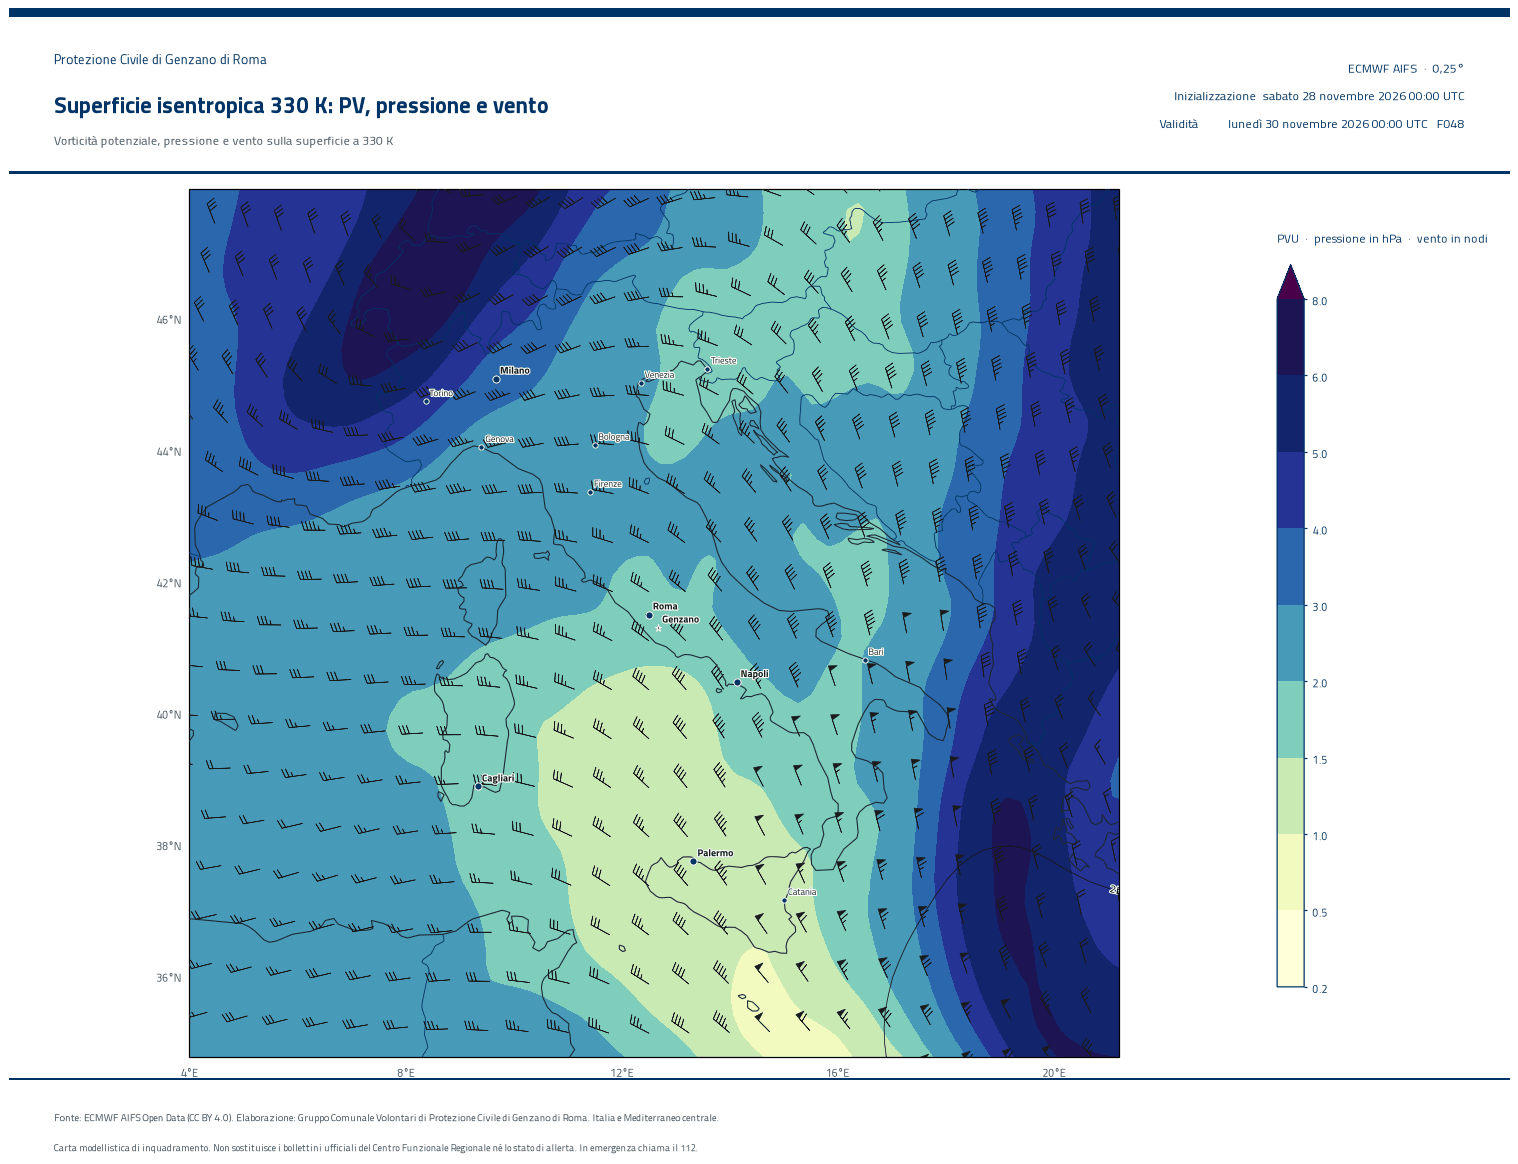 Protezione Civile di Genzano di Roma
Superficie isentropica 330 K: PV, pressione e vento
Vorticità potenziale, pressione e vento sulla superficie a 330 K
ECMWF AIFS · 0,25°
Inizializzazione sabato 28 novembre 2026 00:00 UTC
Validità lunedì 30 novembre 2026 00:00 UTC F048
PVU · pressione in hPa · vento in nodi
8.0
6.0
5.0
4.0
3.0
2.0
1.5
1.0
0.5
0.2
46°N
44°N
42°N
40°N
38°N
36°N
4°E
8°E
12°E
16°E
20°E
Milano
Torino
Venezia
Trieste
Genova
Bologna
Firenze
Roma
Genzano
Napoli
Bari
Cagliari
Palermo
Catania
Fonte: ECMWF AIFS Open Data (CC BY 4.0). Elaborazione: Gruppo Comunale Volontari di Protezione Civile di Genzano di Roma. Italia e Mediterraneo centrale.
Carta modellistica di inquadramento. Non sostituisce i bollettini ufficiali del Centro Funzionale Regionale né lo stato di allerta. In emergenza chiama il 112.